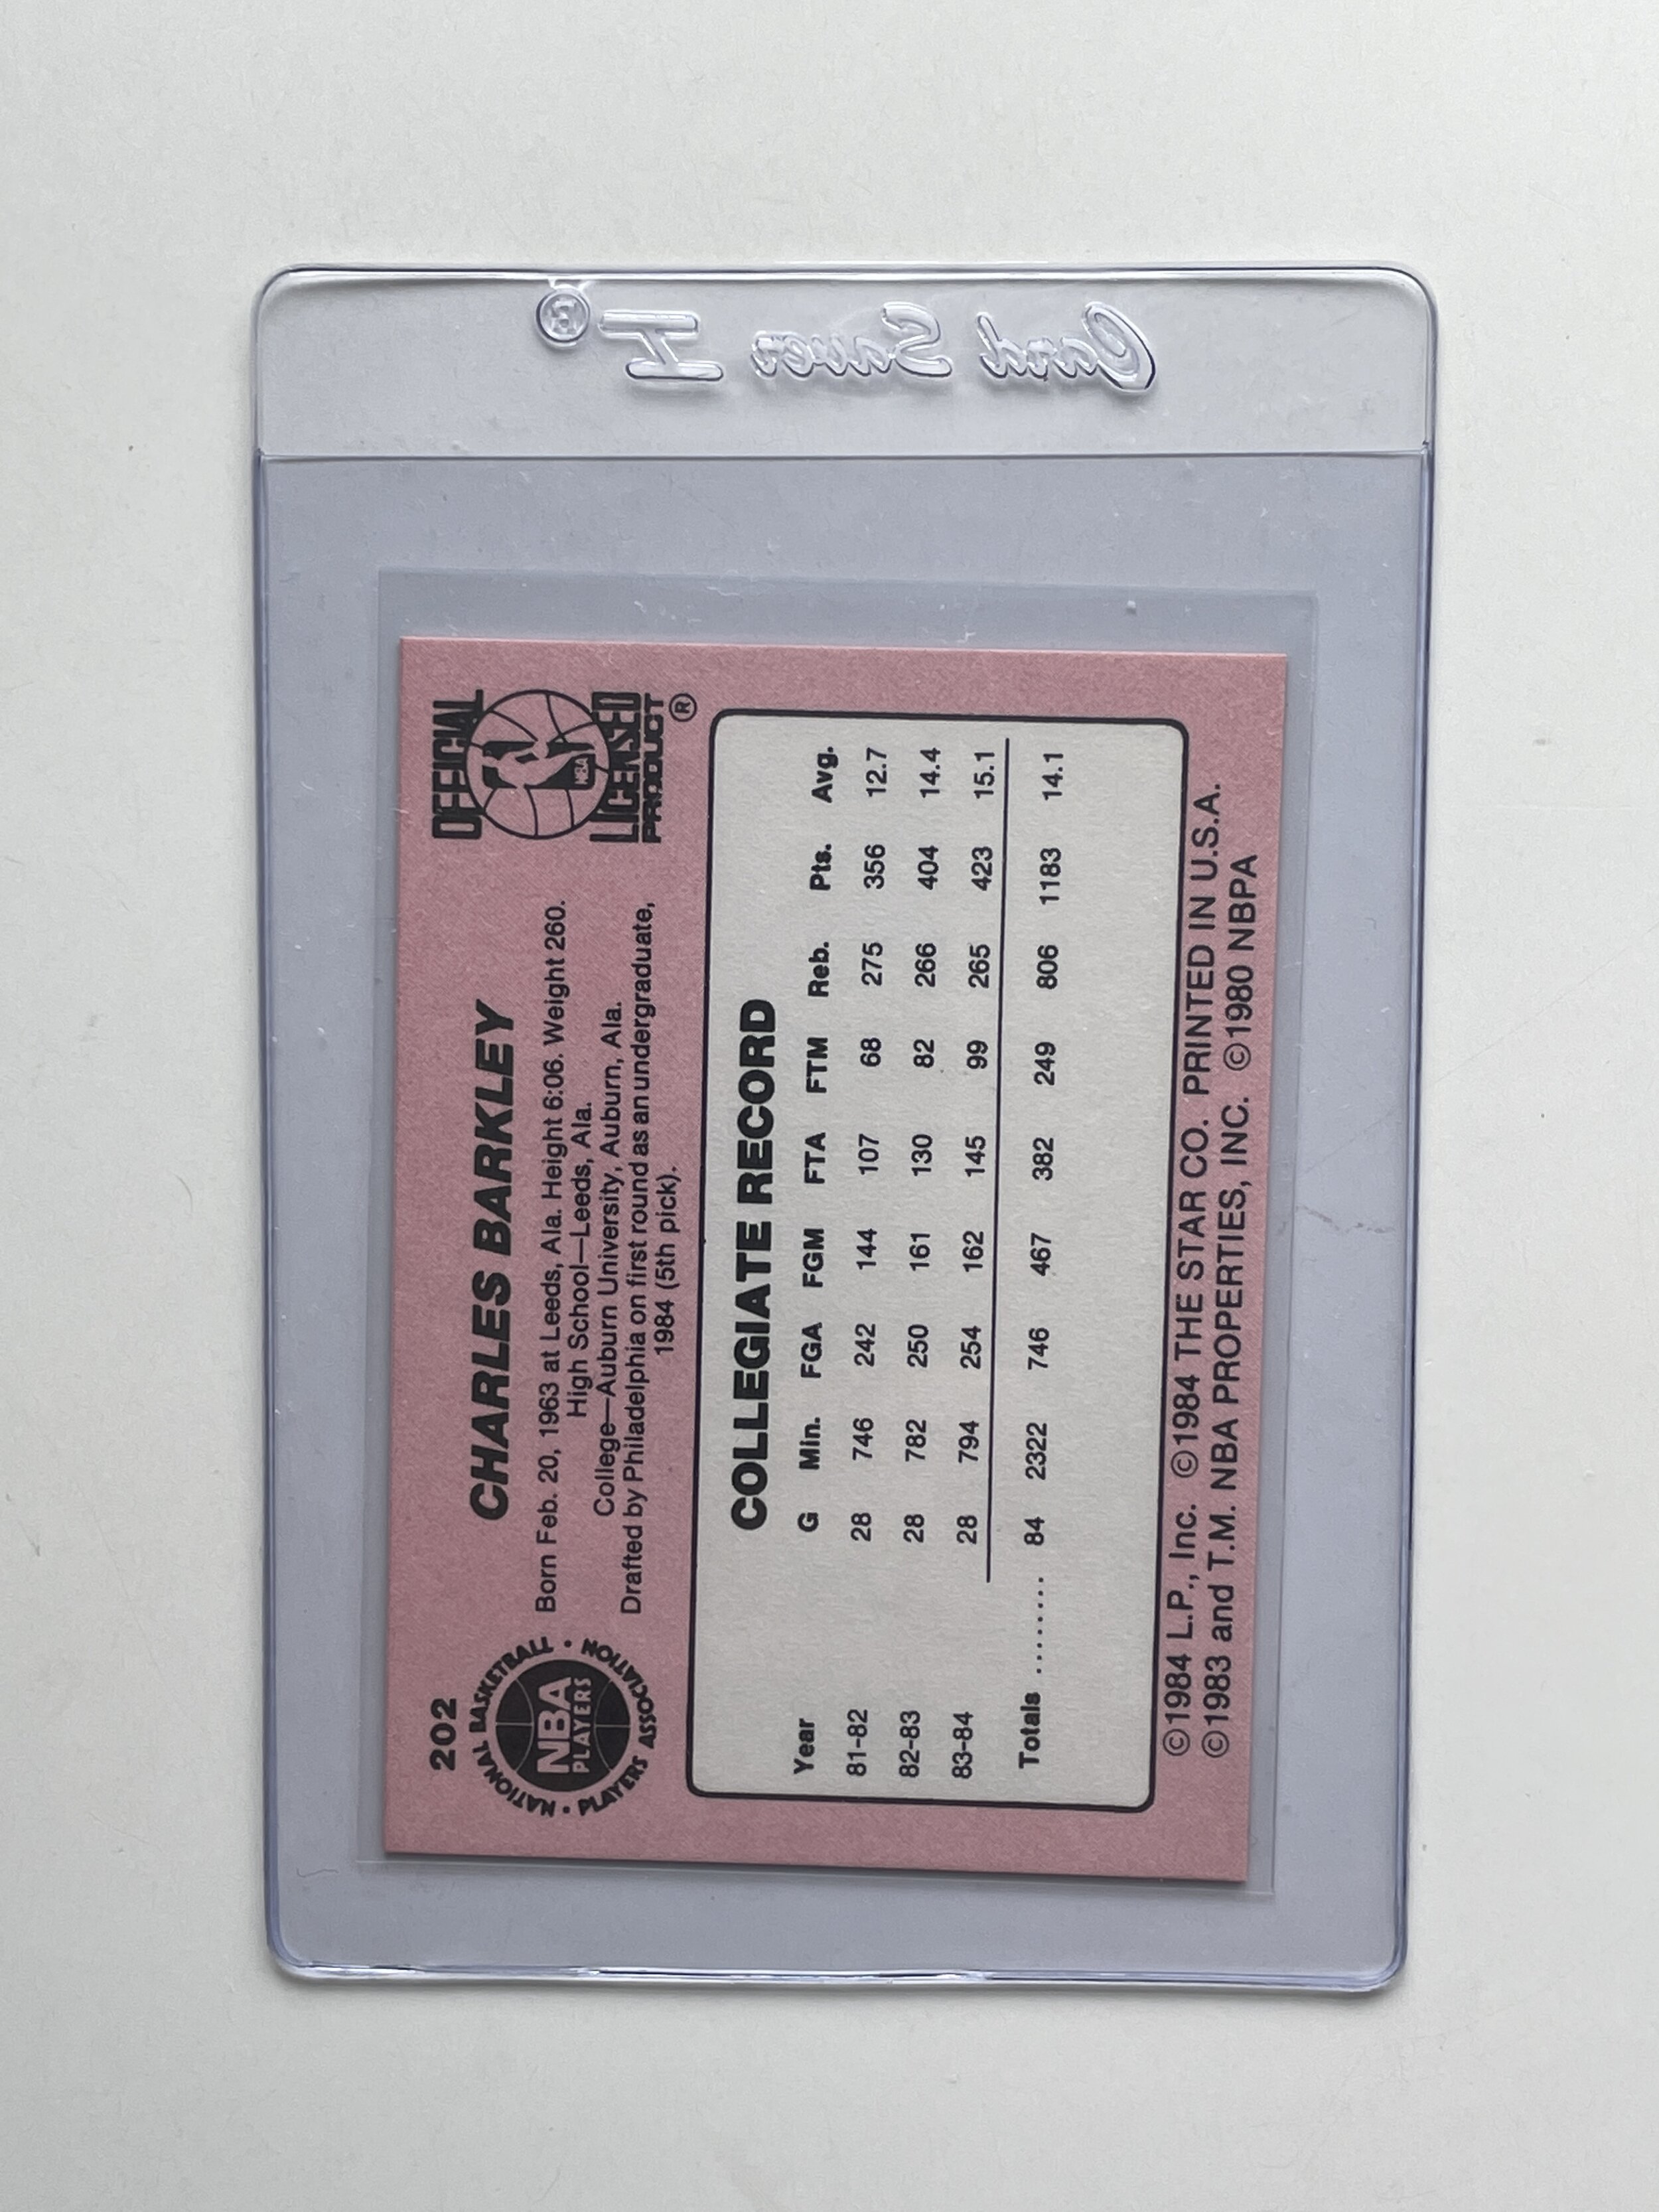 Card Saver I®
202
NATIONAL BASKETBALL · PLAYERS ASSOCIATION ·
NBA
PLAYERS
CHARLES BARKLEY
Born Feb. 20, 1963 at Leeds, Ala. Height 6:06. Weight 260.
High School—Leeds, Ala.
College—Auburn University, Auburn, Ala.
Drafted by Philadelphia on first round as an undergraduate,
1984 (5th pick).
OFFICIAL
NBA
LICENSED
PRODUCT
®
COLLEGIATE RECORD
Year G Min. FGA FGM FTA FTM Reb. Pts. Avg.
81-82 28 746 242 144 107 68 275 356 12.7
82-83 28 782 250 161 130 82 266 404 14.4
83-84 28 794 254 162 145 99 265 423 15.1
Totals ........ 84 2322 746 467 382 249 806 1183 14.1
©1984 L.P., Inc. ©1984 THE STAR CO. PRINTED IN U.S.A.
©1983 and T.M. NBA PROPERTIES, INC. ©1980 NBPA